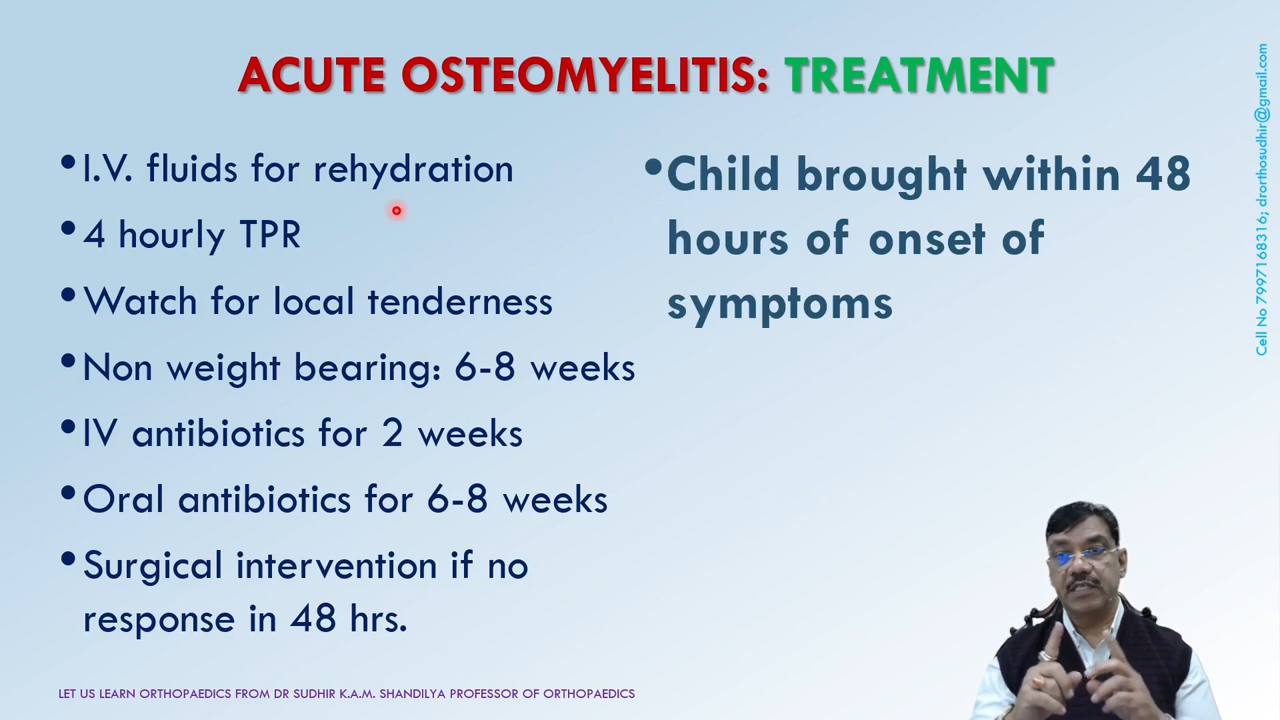 ACUTE OSTEOMYELITIS: TREATMENT
•I.V. fluids for rehydration
•4 hourly TPR
•Watch for local tenderness
•Non weight bearing: 6-8 weeks
•IV antibiotics for 2 weeks
•Oral antibiotics for 6-8 weeks
•Surgical intervention if no
response in 48 hrs.
•Child brought within 48
hours of onset of
symptoms
Cell No 7997168316; drorthosudhir@gmail.com
LET US LEARN ORTHOPAEDICS FROM DR SUDHIR K.A.M. SHANDILYA PROFESSOR OF ORTHOPAEDICS